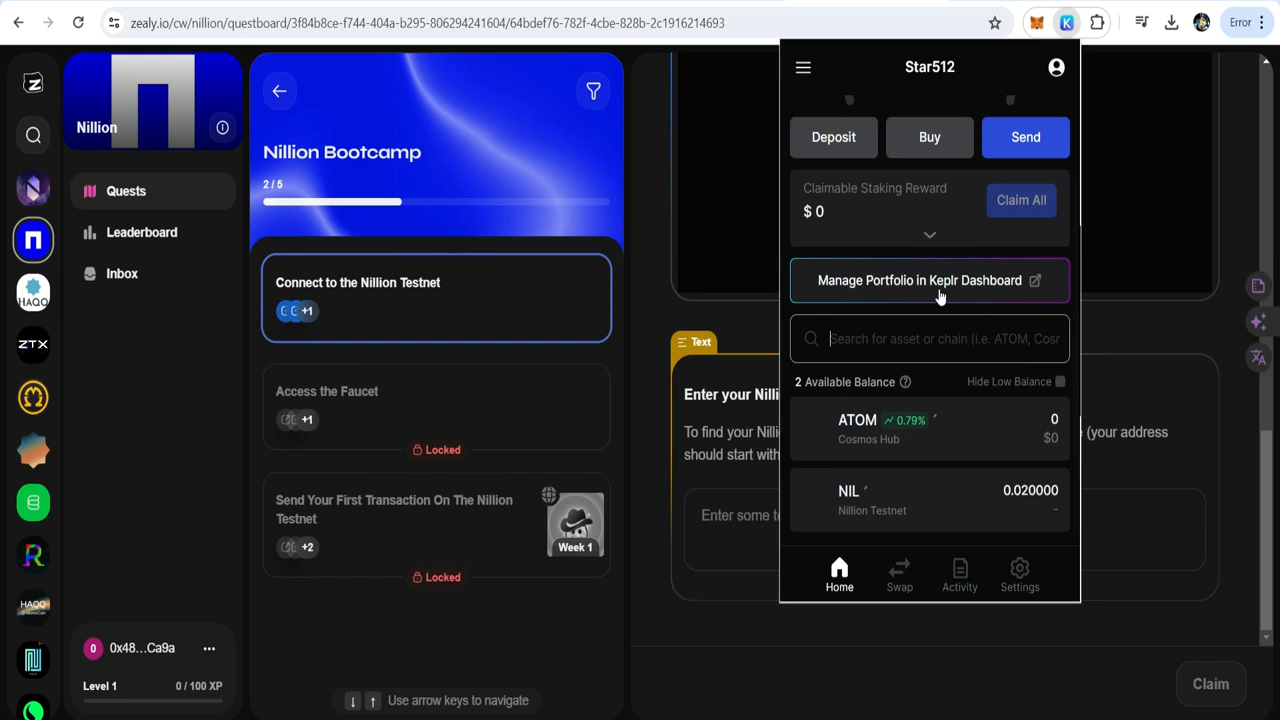 zealy.io/cw/nillion/questboard/3f84b8ce-f744-404a-b295-806294241604/64bdef76-782f-4cbe-828b-2c1916214693
Error
Nillion
Quests
Leaderboard
Inbox
HAQQ
ZTX
HAQQ
0
0x48...Ca9a
Level 1
0 / 100 XP
Nillion Bootcamp
2 / 5
Connect to the Nillion Testnet
+1
Access the Faucet
+1
Locked
Send Your First Transaction On The Nillion
Testnet
Week 1
+2
Locked
Use arrow keys to navigate
Text
Enter your Nilli
To find your Nilli
(your address
should start with
Enter some te
Claim
Star512
Deposit
Buy
Send
Claimable Staking Reward
$ 0
Claim All
Manage Portfolio in Keplr Dashboard
Search for asset or chain (i.e. ATOM, Cosr
2 Available Balance
Hide Low Balance
ATOM 0.79%
0
Cosmos Hub
$0
NIL
0.020000
Nillion Testnet
-
Home
Swap
Activity
Settings